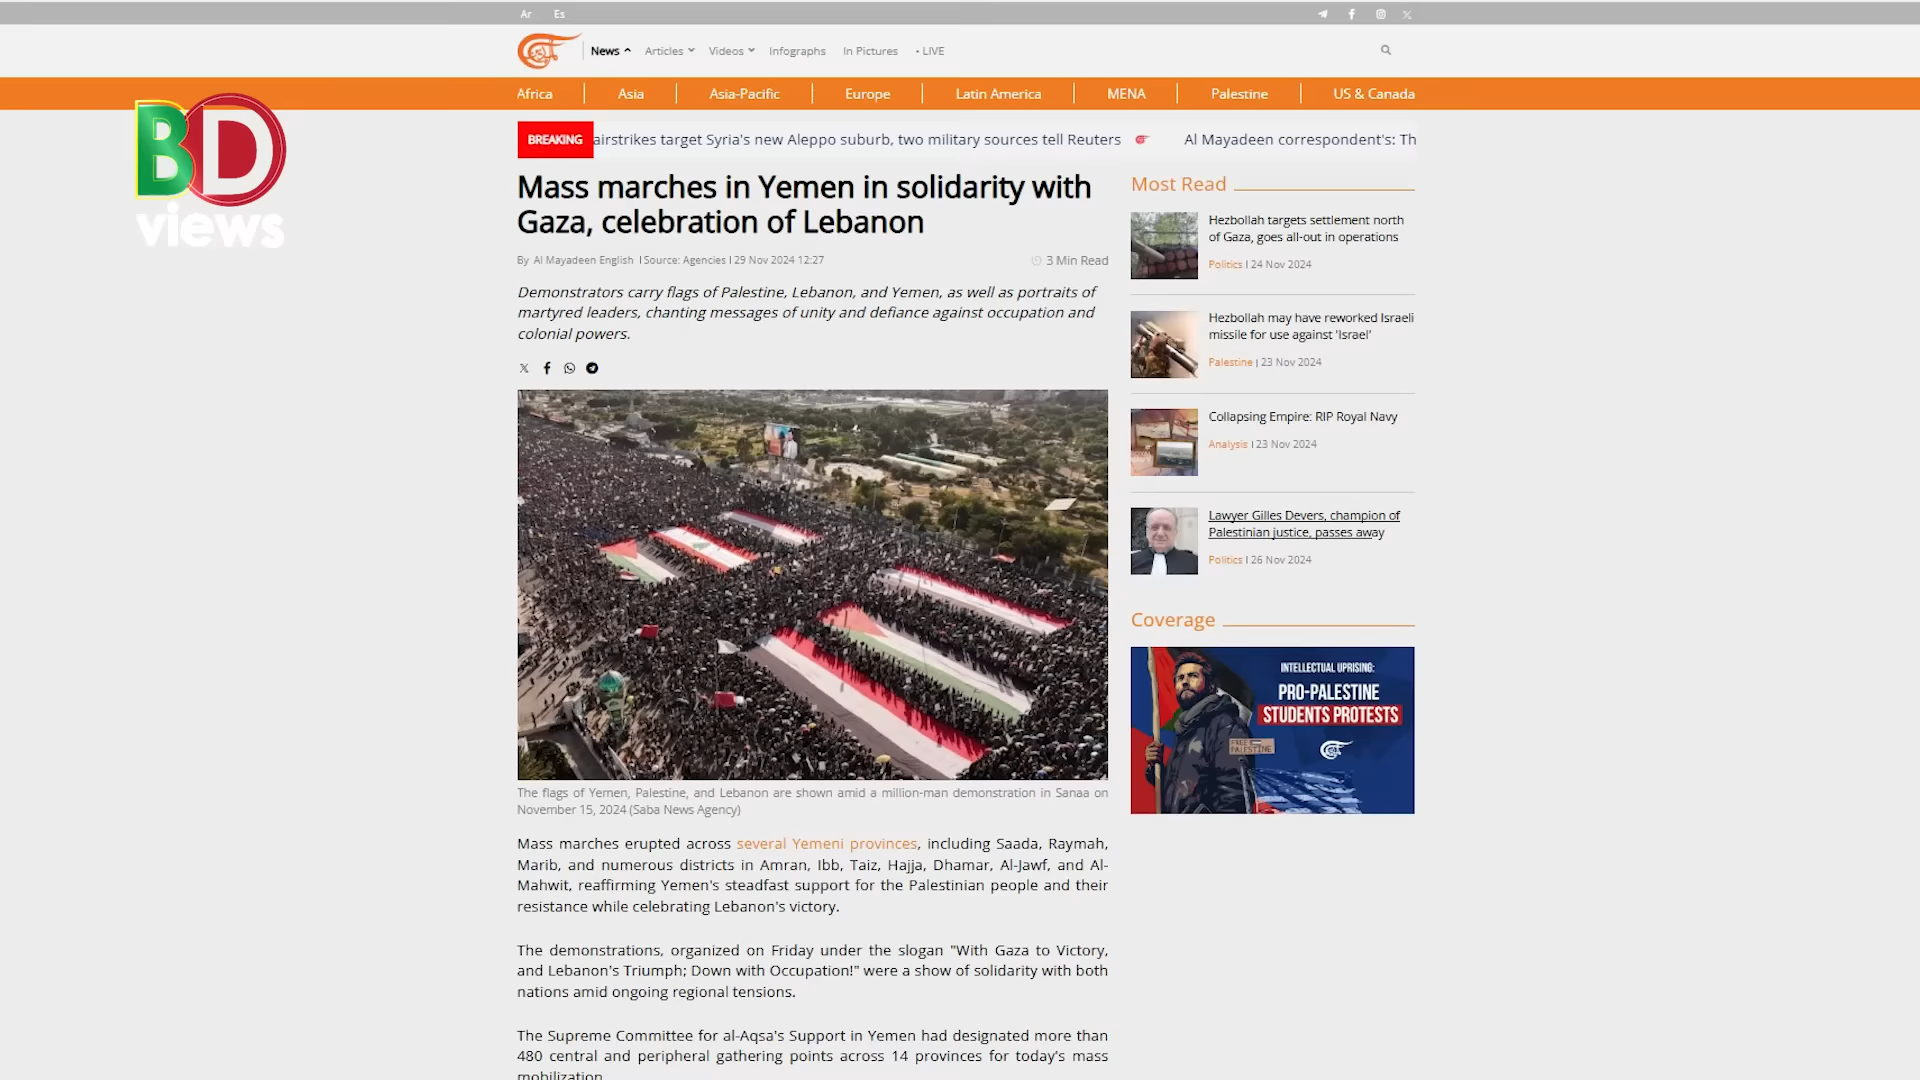 Ar Es
News Articles Videos Infographs In Pictures • LIVE
Africa Asia Asia-Pacific Europe Latin America MENA Palestine US & Canada
BD
views
BREAKING airstrikes target Syria's new Aleppo suburb, two military sources tell Reuters Al Mayadeen correspondent's: Th
Mass marches in Yemen in solidarity with
Gaza, celebration of Lebanon
By Al Mayadeen English | Source: Agencies | 29 Nov 2024 12:27
3 Min Read
Demonstrators carry flags of Palestine, Lebanon, and Yemen, as well as portraits of
martyred leaders, chanting messages of unity and defiance against occupation and
colonial powers.
The flags of Yemen, Palestine, and Lebanon are shown amid a million-man demonstration in Sanaa on
November 15, 2024 (Saba News Agency)
Mass marches erupted across several Yemeni provinces, including Saada, Raymah,
Marib, and numerous districts in Amran, Ibb, Taiz, Hajja, Dhamar, Al-Jawf, and Al-
Mahwit, reaffirming Yemen's steadfast support for the Palestinian people and their
resistance while celebrating Lebanon's victory.
The demonstrations, organized on Friday under the slogan "With Gaza to Victory,
and Lebanon's Triumph; Down with Occupation!" were a show of solidarity with both
nations amid ongoing regional tensions.
The Supreme Committee for al-Aqsa's Support in Yemen had designated more than
480 central and peripheral gathering points across 14 provinces for today's mass
mobilization.
Most Read
Hezbollah targets settlement north
of Gaza, goes all-out in operations
Politics | 24 Nov 2024
Hezbollah may have reworked Israeli
missile for use against 'Israel'
Palestine | 23 Nov 2024
Collapsing Empire: RIP Royal Navy
Analysis | 23 Nov 2024
Lawyer Gilles Devers, champion of
Palestinian justice, passes away
Politics | 26 Nov 2024
Coverage
INTELLECTUAL UPRISING:
PRO-PALESTINE
STUDENTS PROTESTS
FREE
PALESTINE